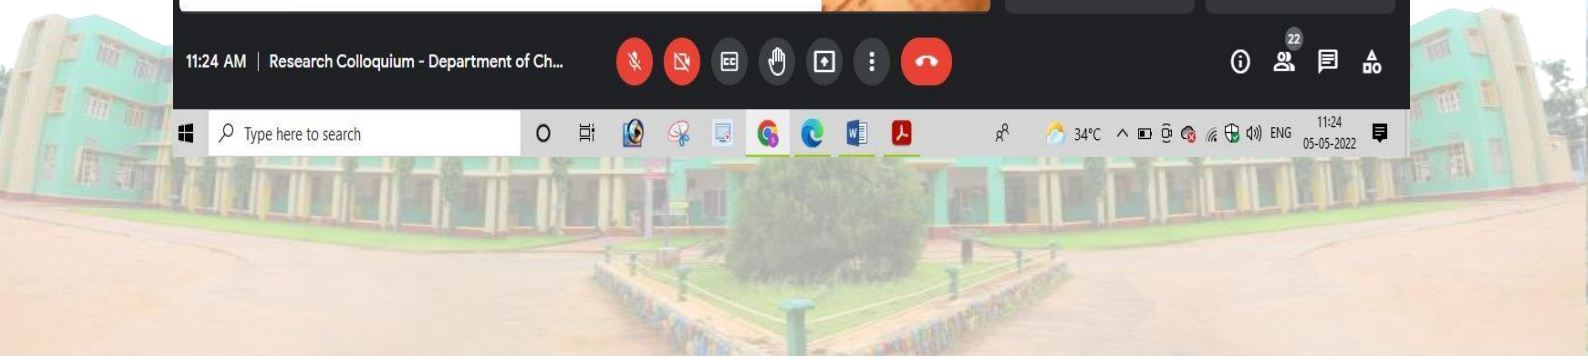 22
11:24 AM | Research Colloquium - Department of Ch...
CC
Type here to search
34°C ENG 11:24
05-05-2022